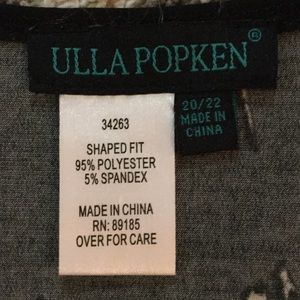 ULLA POPKEN®
20/22
MADE IN
CHINA
34263
SHAPED FIT
95% POLYESTER
5% SPANDEX
MADE IN CHINA
RN: 89185
OVER FOR CARE